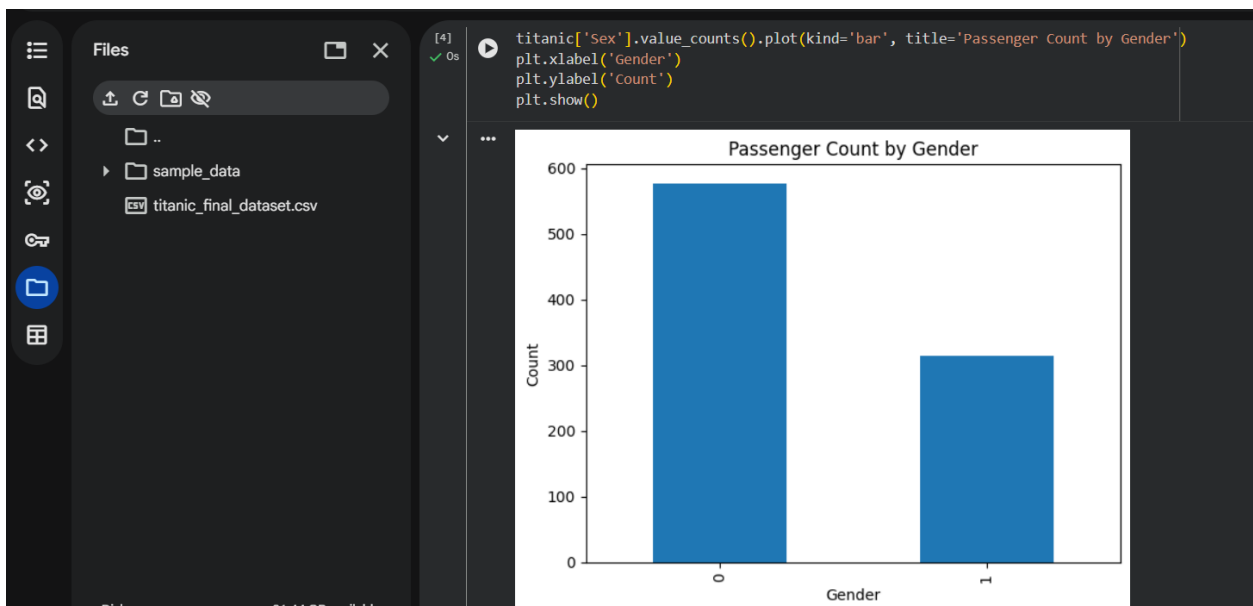 Files
..
sample_data
titanic_final_dataset.csv
[4]
0s
titanic['Sex'].value_counts().plot(kind='bar', title='Passenger Count by Gender')
plt.xlabel('Gender')
plt.ylabel('Count')
plt.show()
Passenger Count by Gender
600
500
400
300
200
100
0
Count
0
1
Gender